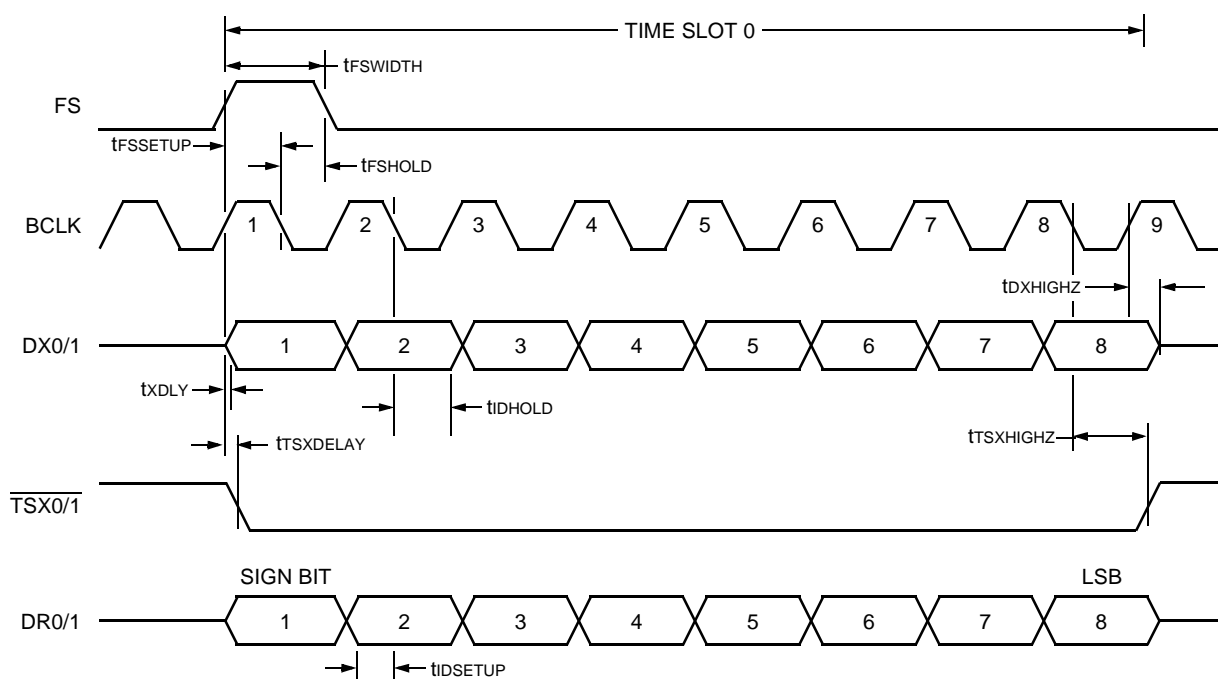 TIME SLOT 0
tFSWIDTH
FS
tFSSETUP
tFSHOLD
BCLK
1 2 3 4 5 6 7 8 9
tDXHIGHZ
DX0/1
1 2 3 4 5 6 7 8
tXDLY
tIDHOLD
tTSXDELAY
tTSXHIGHZ
TSX0/1
SIGN BIT LSB
DR0/1
1 2 3 4 5 6 7 8
tIDSETUP